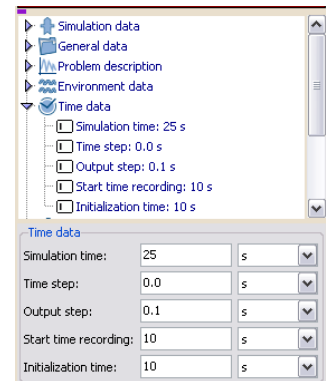 Simulation data
General data
Problem description
Environment data
Time data
Simulation time: 25 s
Time step: 0.0 s
Output step: 0.1 s
Start time recording: 10 s
Initialization time: 10 s
Time data
Simulation time: 25 s
Time step: 0.0 s
Output step: 0.1 s
Start time recording: 10 s
Initialization time: 10 s